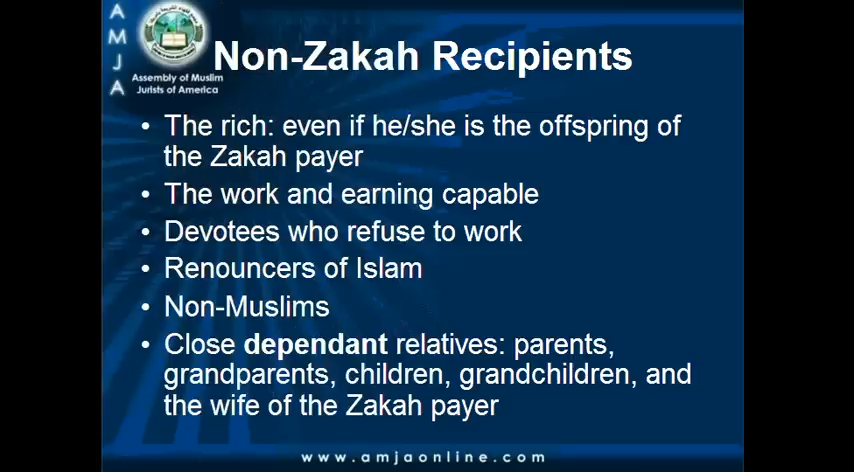 AMJA
Assembly of Muslim
Jurists of America
Non-Zakah Recipients
• The rich: even if he/she is the offspring of
the Zakah payer
• The work and earning capable
• Devotees who refuse to work
• Renouncers of Islam
• Non-Muslims
• Close dependant relatives: parents,
grandparents, children, grandchildren, and
the wife of the Zakah payer
www.amjaonline.com